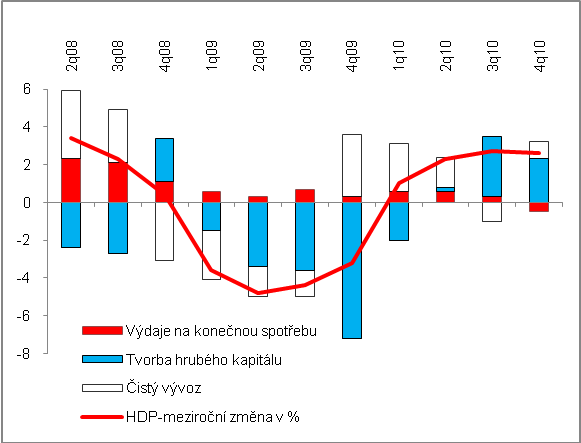 2q08 3q08 4q08 1q09 2q09 3q09 4q09 1q10 2q10 3q10 4q10
6
4
2
0
-2
-4
-6
-8
Výdaje na konečnou spotřebu
Tvorba hrubého kapitálu
Čistý vývoz
HDP-meziroční změna v %